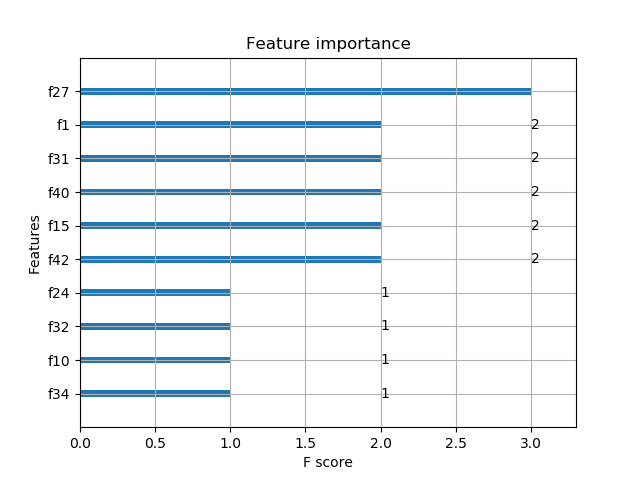 Feature importance
f27
f1 2
f31 2
f40 2
f15 2
f42 2
f24 1
f32 1
f10 1
f34 1
Features
0.0 0.5 1.0 1.5 2.0 2.5 3.0
F score